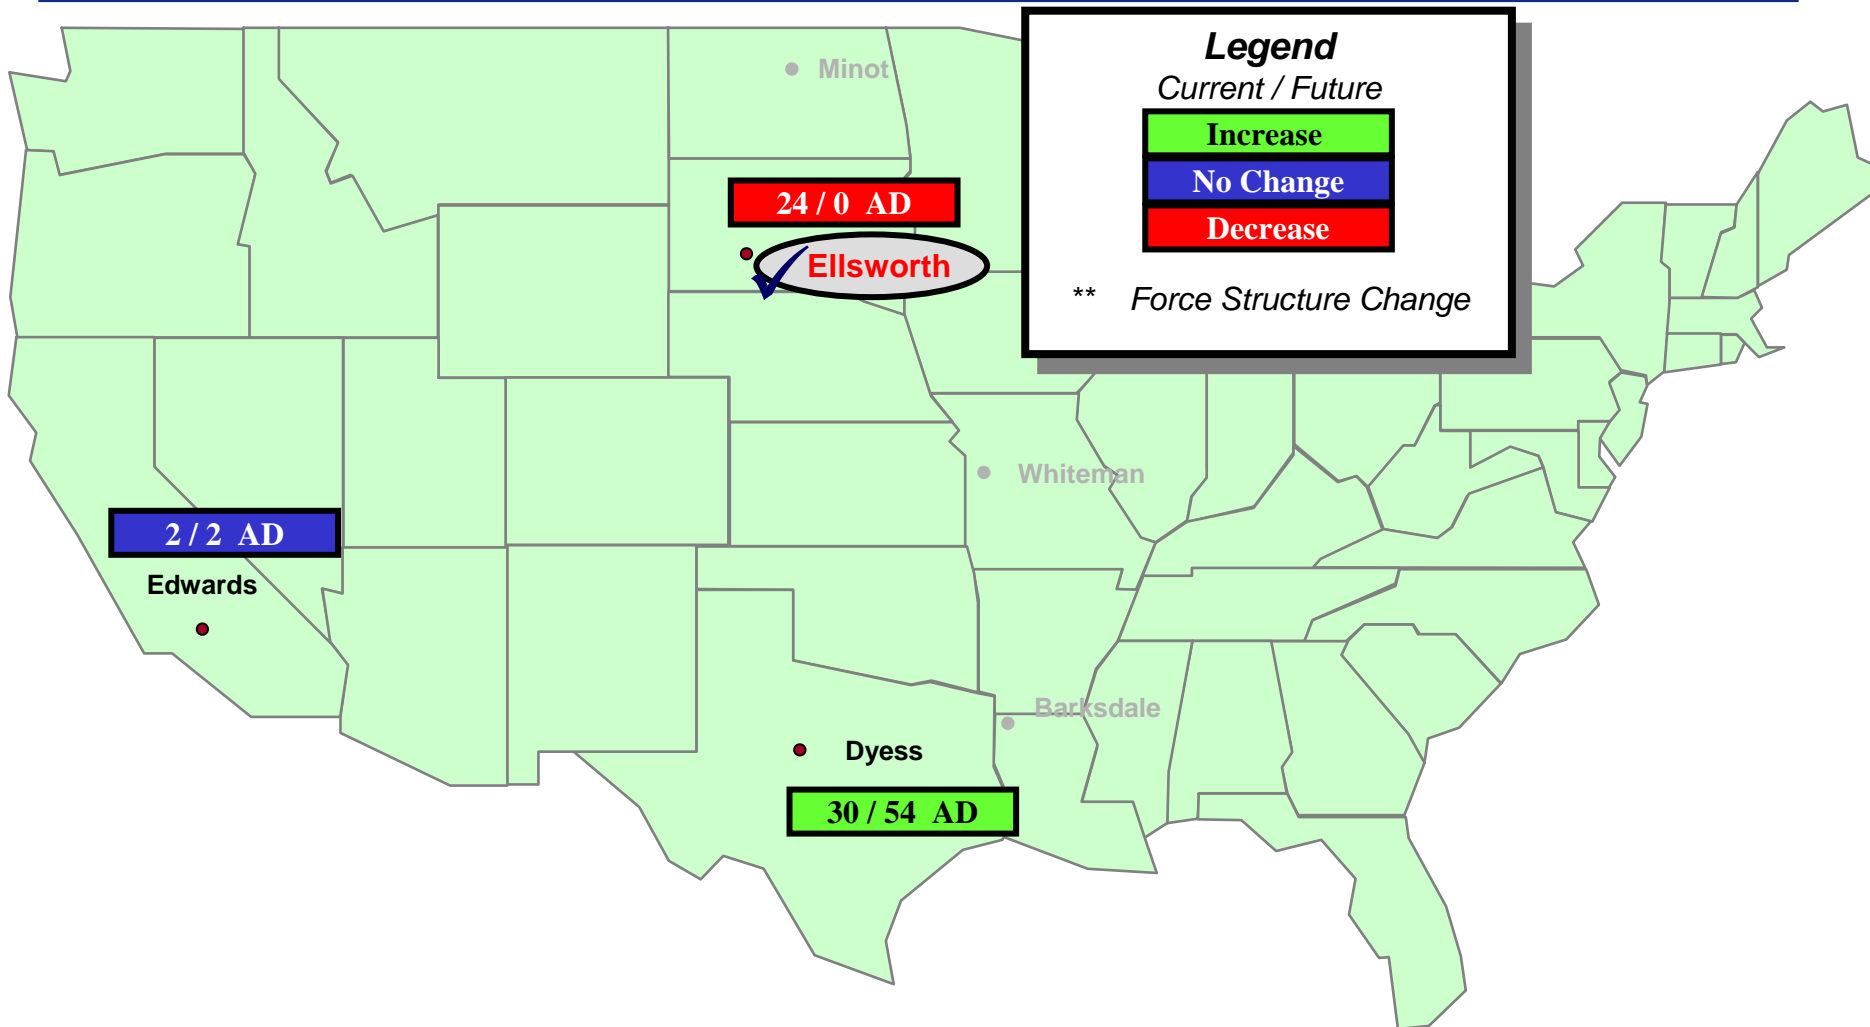 Legend
Current / Future
Increase
No Change
Decrease
** Force Structure Change
Minot
24 / 0 AD
Ellsworth
Whiteman
2 / 2 AD
Edwards
Barksdale
Dyess
30 / 54 AD